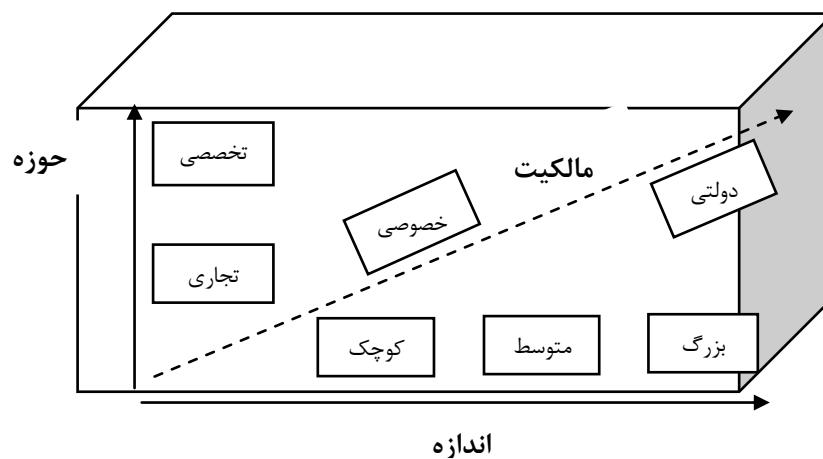 تخصصی
حوزه
مالکیت
دولتی
خصوصی
تجاری
کوچک
متوسط
بزرگ
اندازه